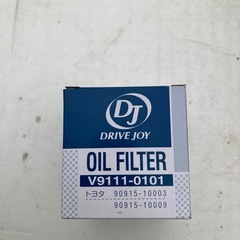 DJ
DRIVE JOY
OIL FILTER
V9111-0101
トヨタ 90915-10003
90915-10009